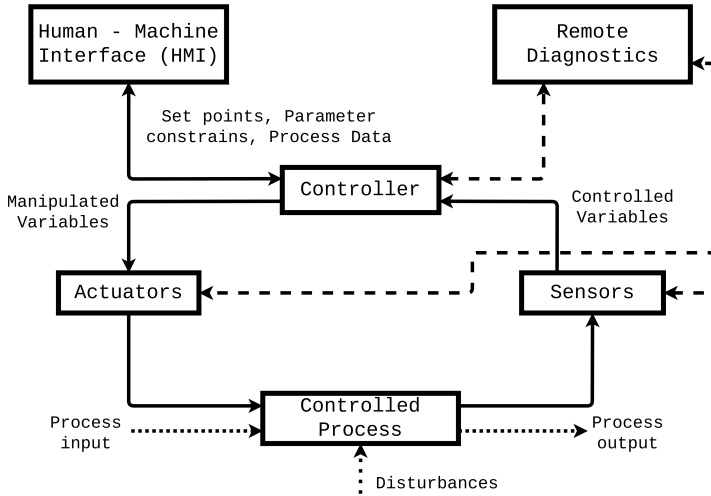 Human - Machine
Interface (HMI)
Remote
Diagnostics
Set points, Parameter
constrains, Process Data
Controller
Manipulated
Variables
Controlled
Variables
Actuators
Sensors
Controlled
Process
Process
input
Process
output
Disturbances